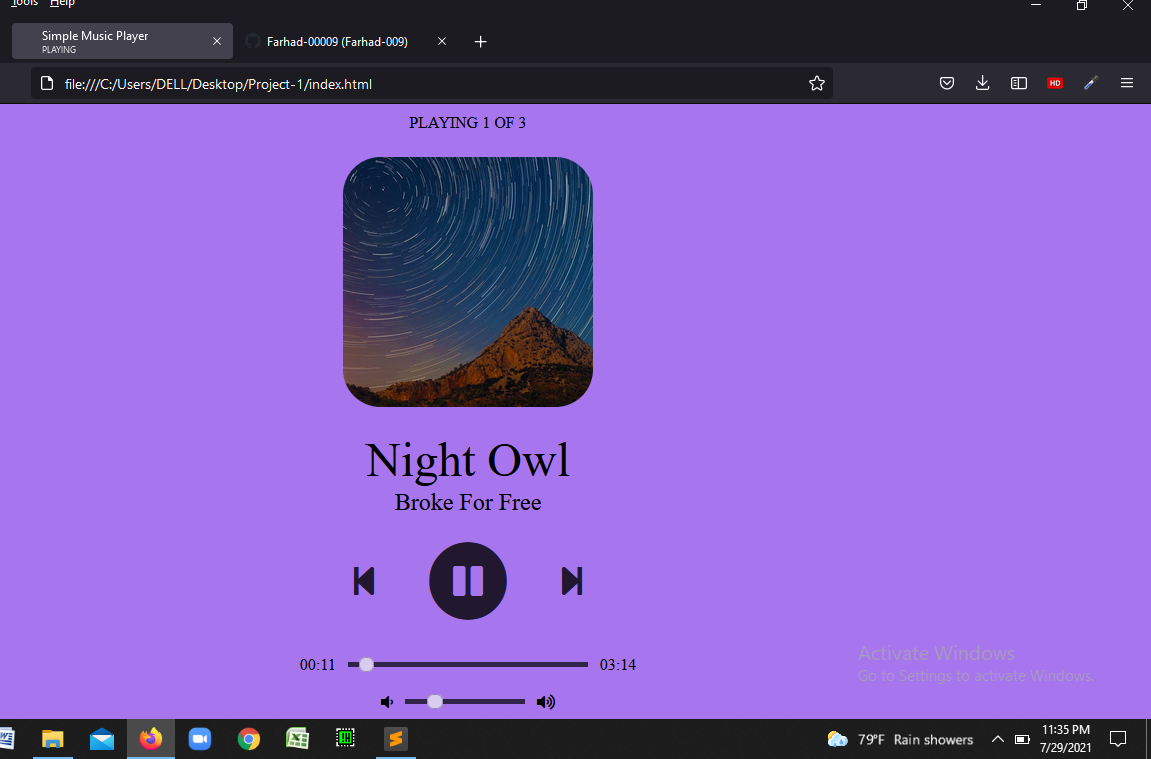 Tools Help
Simple Music Player
PLAYING
Farhad-00009 (Farhad-009)
file:///C:/Users/DELL/Desktop/Project-1/index.html
HD
PLAYING 1 OF 3
Night Owl
Broke For Free
00:11
03:14
Activate Windows
Go to Settings to activate Windows.
79°F Rain showers
11:35 PM
7/29/2021